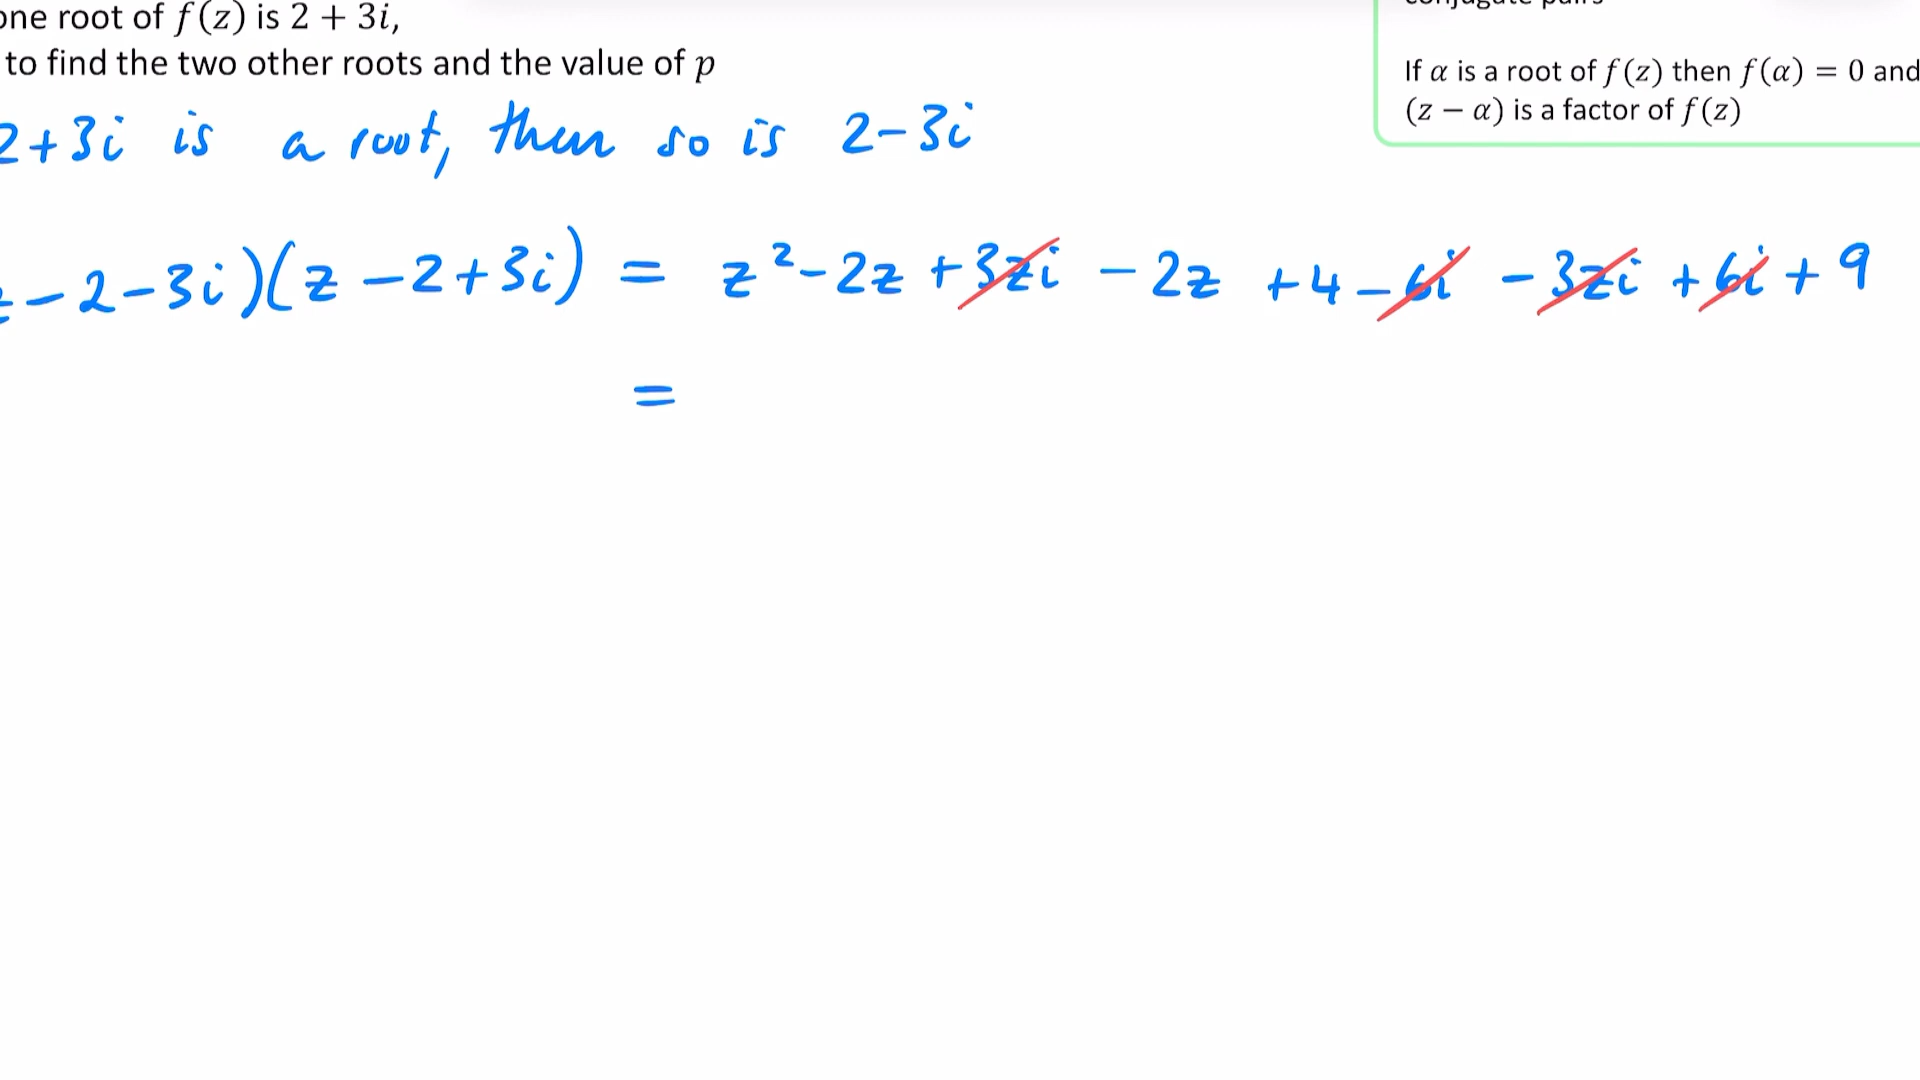 one root of f(z) is 2 + 3i,
to find the two other roots and the value of p
conjugate pairs
If α is a root of f(z) then f(α) = 0 and
(z − α) is a factor of f(z)
2+3i is a root, then so is 2−3i
z−2−3i)(z−2+3i) = z²−2z+3zi−2z+4−6i−3zi+6i+9
=